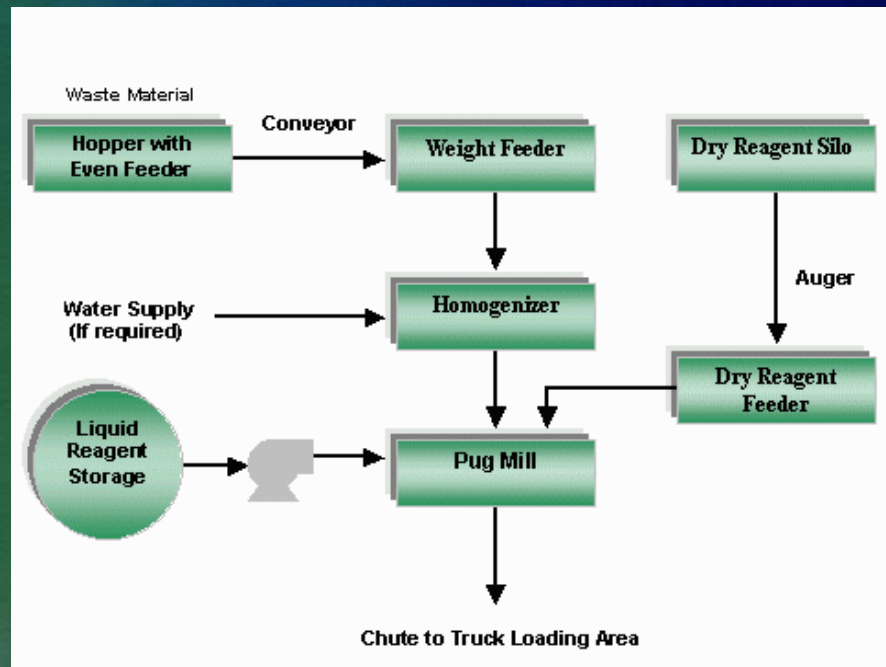 Waste Material
Hopper with
Even Feeder
Conveyor
Weight Feeder
Dry Reagent Silo
Auger
Water Supply
(If required)
Homogenizer
Dry Reagent
Feeder
Liquid
Reagent
Storage
Pug Mill
Chute to Truck Loading Area